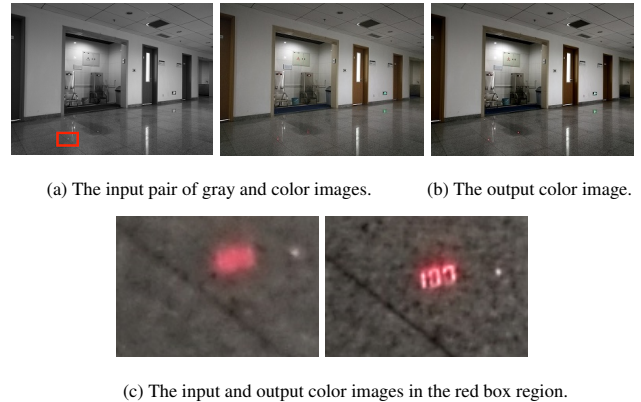 (a) The input pair of gray and color images.
(b) The output color image.
107
(c) The input and output color images in the red box region.